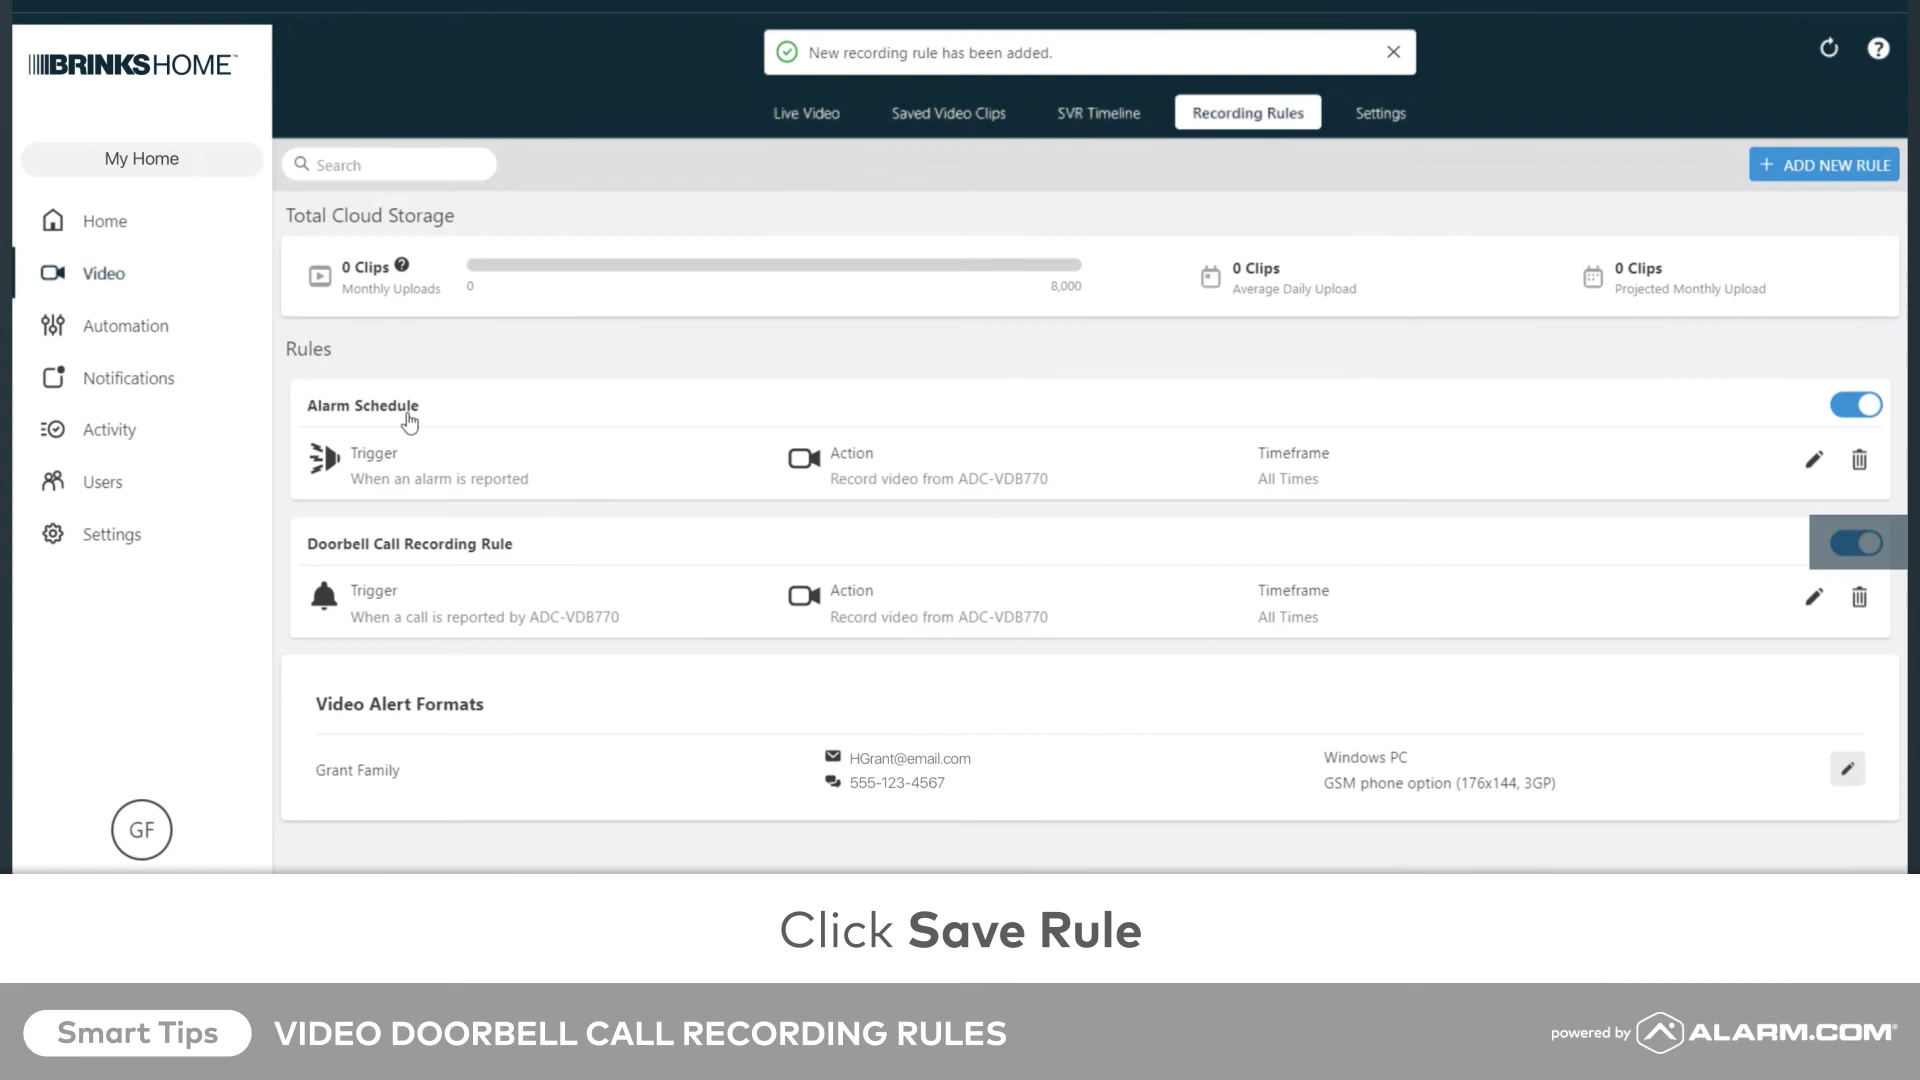 BRINKS HOME™
New recording rule has been added.
Live Video
Saved Video Clips
SVR Timeline
Recording Rules
Settings
My Home
Search
+ ADD NEW RULE
Home
Video
Automation
Notifications
Activity
Users
Settings
GF
Total Cloud Storage
0 Clips
Monthly Uploads
0
8,000
0 Clips
Average Daily Upload
0 Clips
Projected Monthly Upload
Rules
Alarm Schedule
Trigger
When an alarm is reported
Action
Record video from ADC-VDB770
Timeframe
All Times
Doorbell Call Recording Rule
Trigger
When a call is reported by ADC-VDB770
Action
Record video from ADC-VDB770
Timeframe
All Times
Video Alert Formats
Grant Family
HGrant@email.com
555-123-4567
Windows PC
GSM phone option (176x144, 3GP)
Click Save Rule
Smart Tips
VIDEO DOORBELL CALL RECORDING RULES
powered by ALARM.COM®